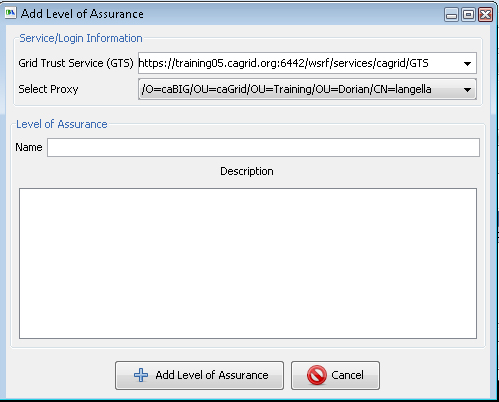 Add Level of Assurance
Service/Login Information
Grid Trust Service (GTS) https://training05.cagrid.org:6442/wsrf/services/cagrid/GTS
Select Proxy /O=caBIG/OU=caGrid/OU=Training/OU=Dorian/CN=langella
Level of Assurance
Name
Description
Add Level of Assurance Cancel